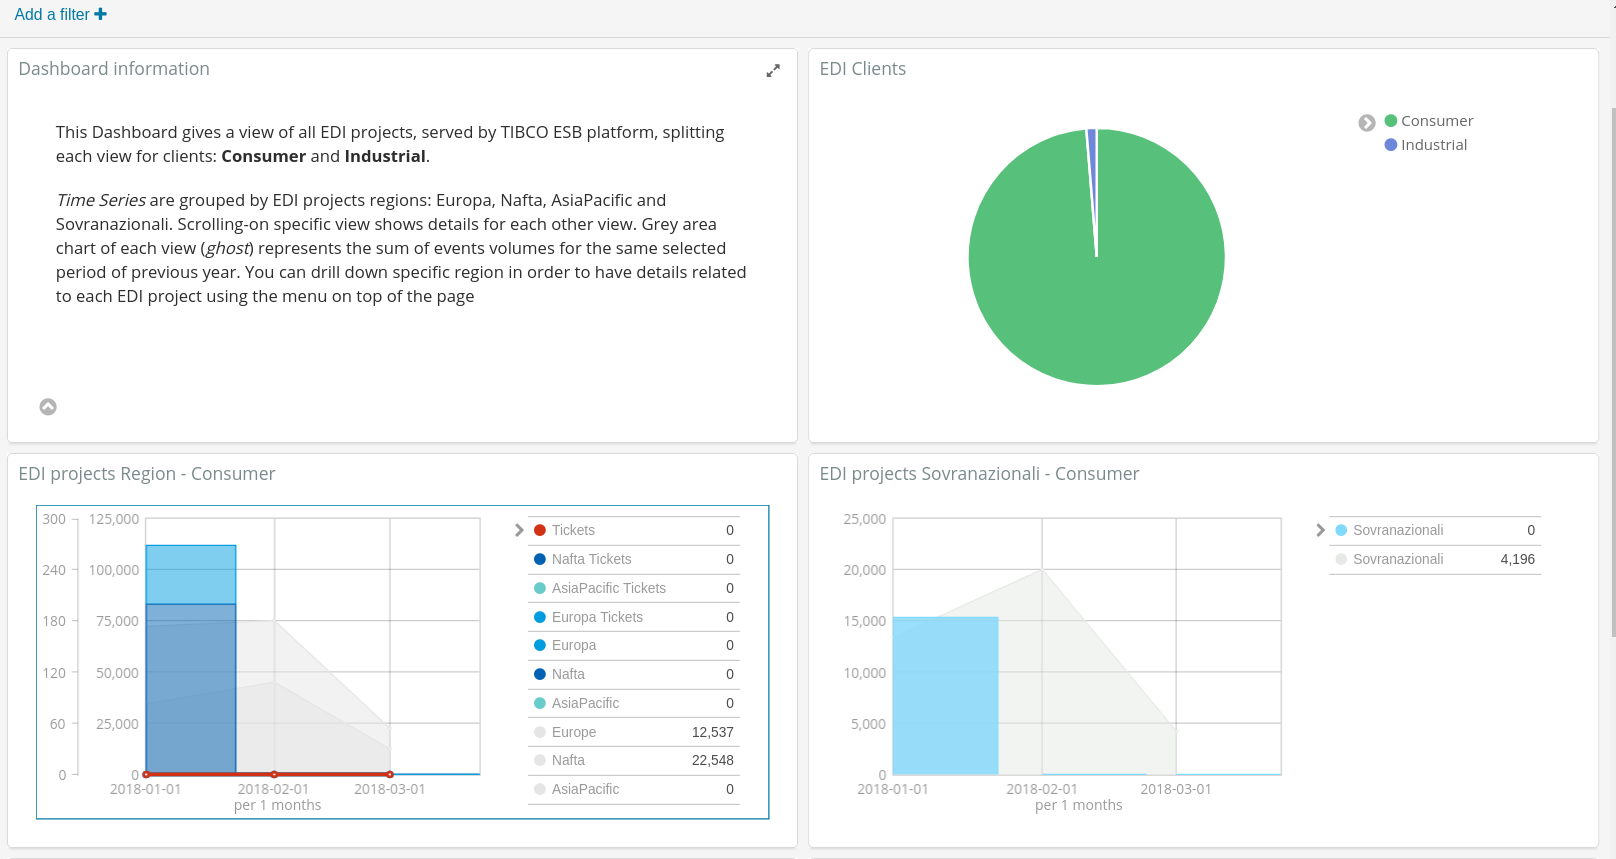 Add a filter
Dashboard information
This Dashboard gives a view of all EDI projects, served by TIBCO ESB platform, splitting
each view for clients: Consumer and Industrial.
Time Series are grouped by EDI projects regions: Europa, Nafta, AsiaPacific and
Sovranazionali. Scrolling-on specific view shows details for each other view. Grey area
chart of each view (ghost) represents the sum of events volumes for the same selected
period of previous year. You can drill down specific region in order to have details related
to each EDI project using the menu on top of the page
EDI Clients
Consumer
Industrial
EDI projects Region - Consumer
300
240
180
120
60
0
125,000
100,000
75,000
50,000
25,000
0
2018-01-01 2018-02-01 2018-03-01
per 1 months
Tickets 0
Nafta Tickets 0
AsiaPacific Tickets 0
Europa Tickets 0
Europa 0
Nafta 0
AsiaPacific 0
Europe 12,537
Nafta 22,548
AsiaPacific 0
EDI projects Sovranazionali - Consumer
25,000
20,000
15,000
10,000
5,000
0
2018-01-01 2018-02-01 2018-03-01
per 1 months
Sovranazionali 0
Sovranazionali 4,196